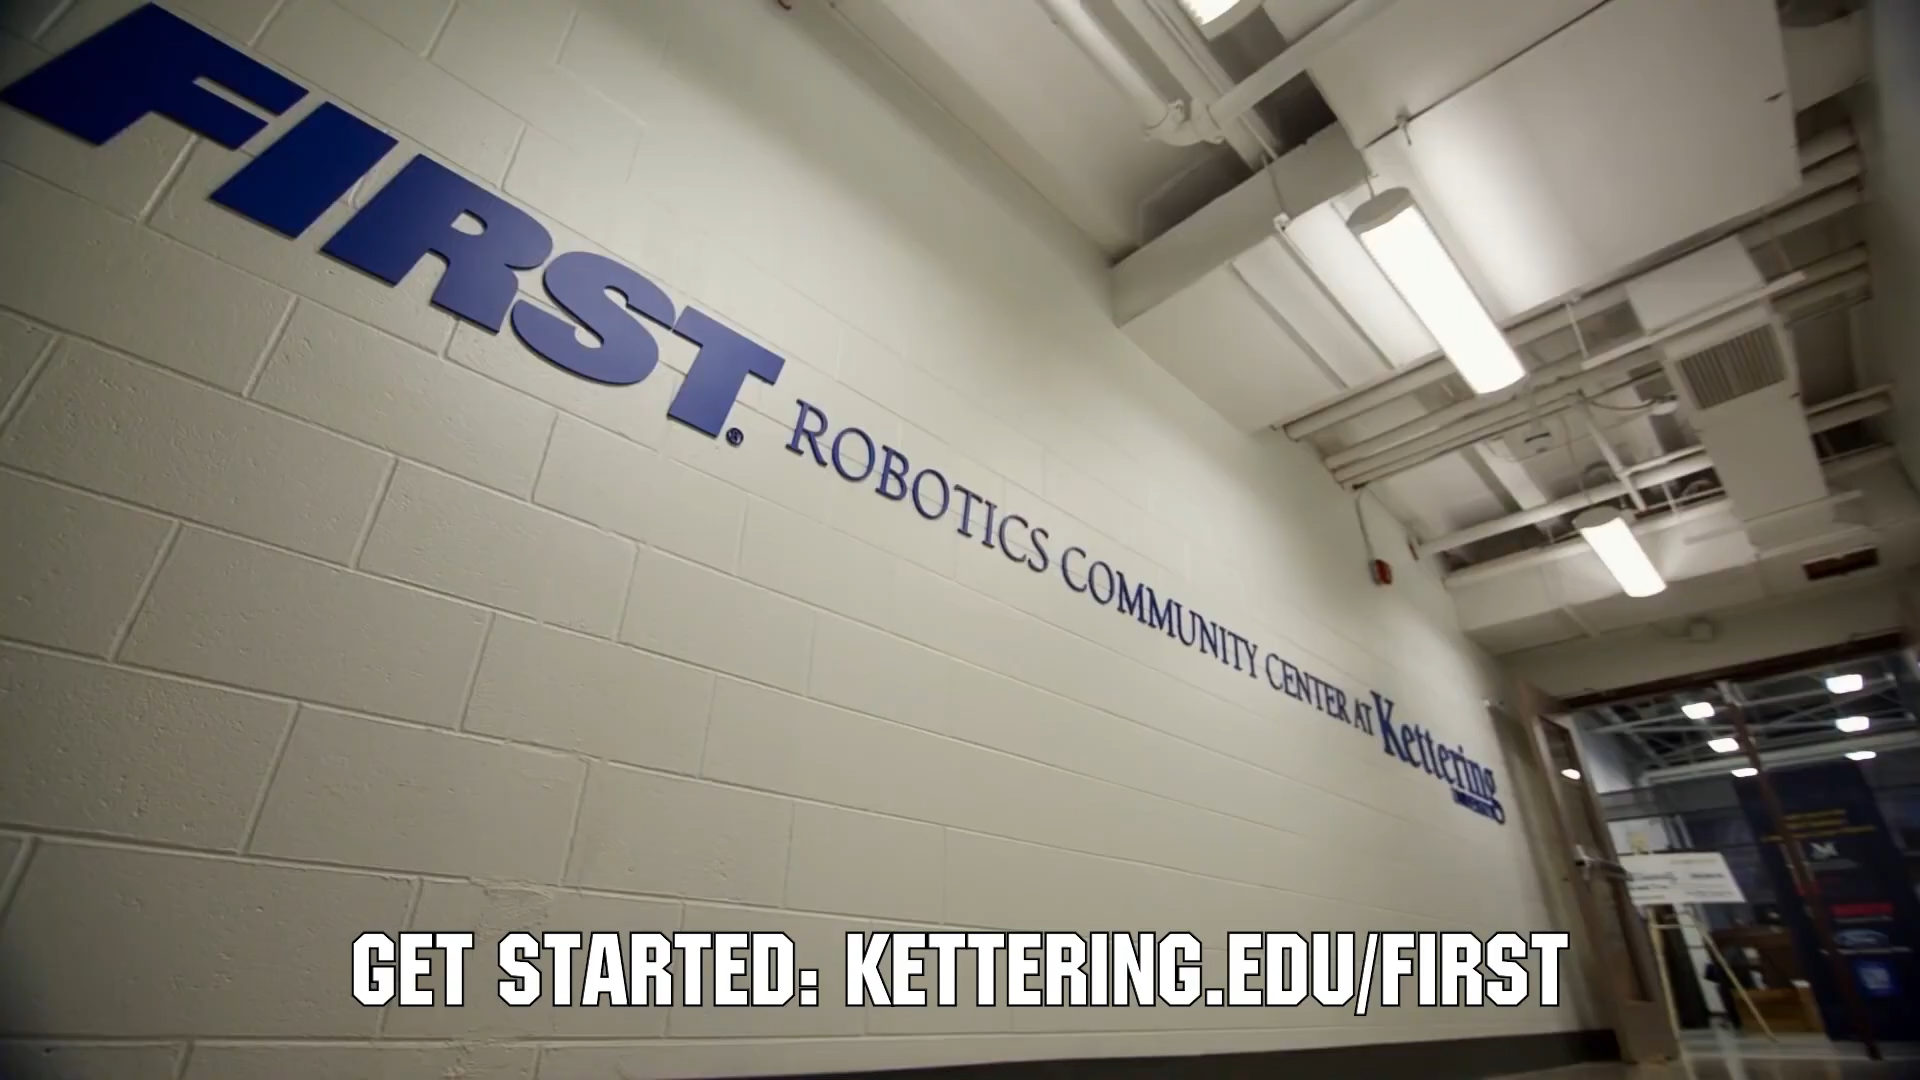 FIRST® ROBOTICS COMMUNITY CENTER AT Kettering
GET STARTED: KETTERING.EDU/FIRST